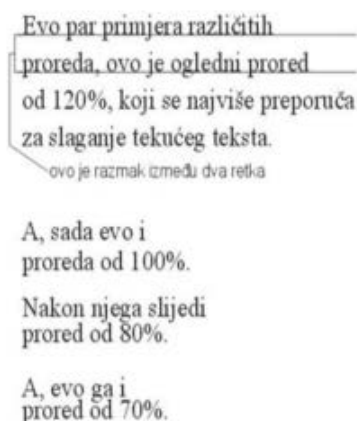 Evo par primjera različitih
proreda, ovo je ogledni prored
od 120%, koji se najviše preporuča
za slaganje tekućeg teksta.
ovo je razmak između dva retka
A, sada evo i
proreda od 100%.
Nakon njega slijedi
prored od 80%.
A, evo ga i
prored od 70%.